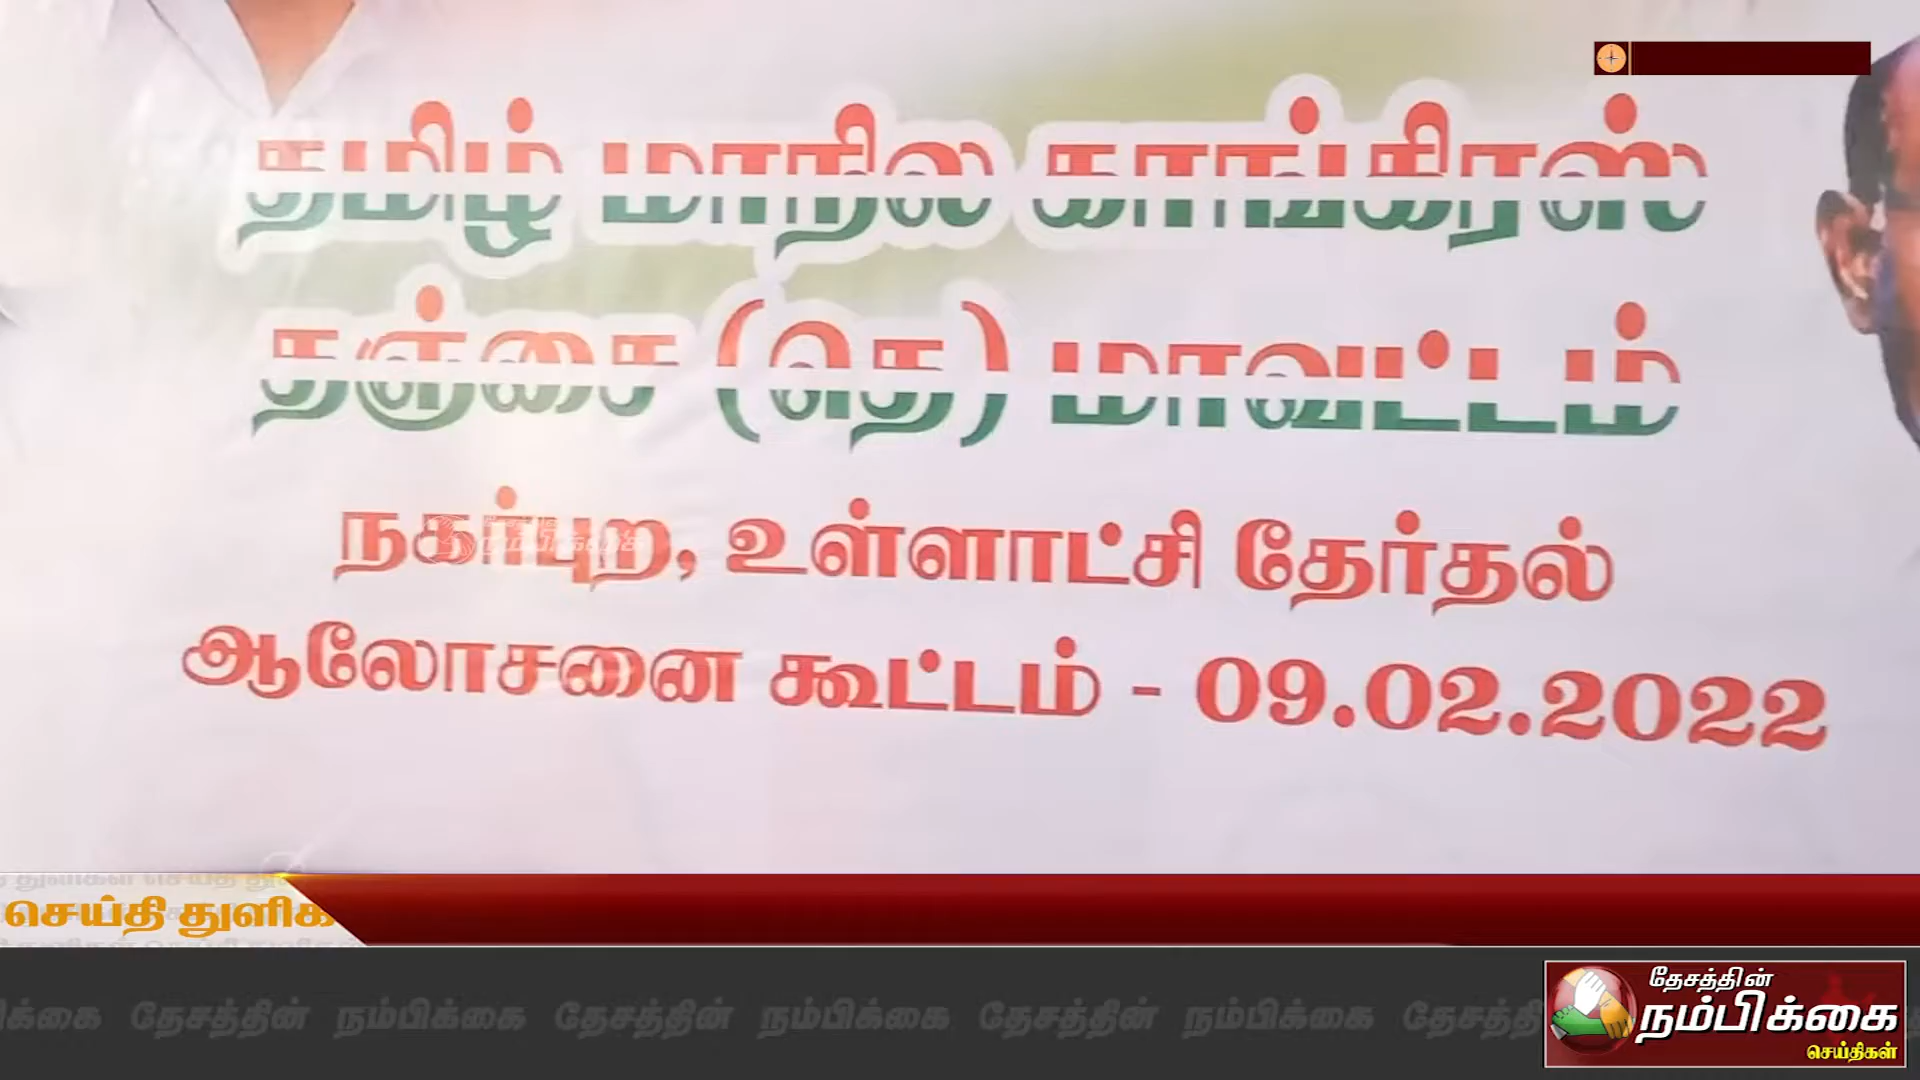 தமிழ் மாநில காங்கிரஸ்
தஞ்சை (தெ) மாவட்டம்
நகர்புற, உள்ளாட்சி தேர்தல்
ஆலோசனை கூட்டம் - 09.02.2022
நம்பிக்கை
செய்தி துளிக
தேசத்தின் நம்பிக்கை தேசத்தின் நம்பிக்கை தேசத்தின் நம்பிக்கை
தேசத்தின்
நம்பிக்கை
செய்திகள்